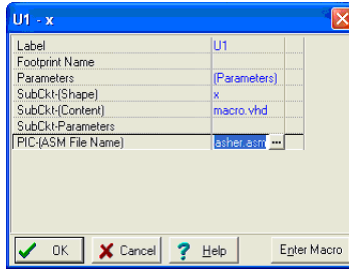 U1 - x
Label U1
Footprint Name
Parameters (Parameters)
SubCkt-(Shape) x
SubCkt-(Content) macro.vhd
SubCkt-Parameters
PIC-(ASM File Name) asher.asm ...
OK Cancel ? Help Enter Macro